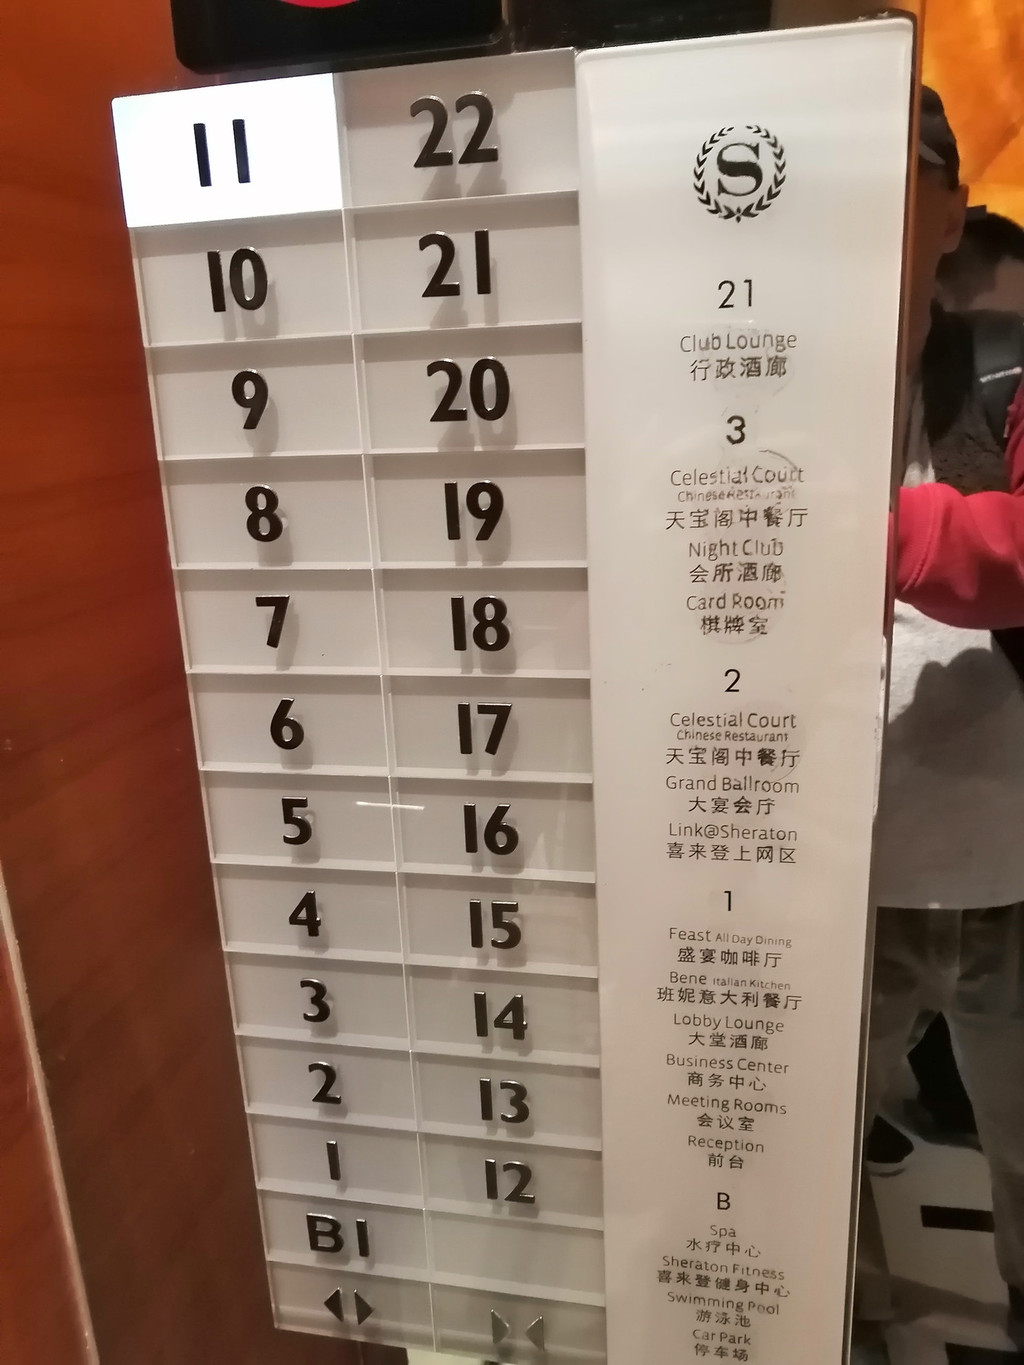 11 22
10 21
9 20
8 19
7 18
6 17
5 16
4 15
3 14
2 13
1 12
B1
S
21
Club Lounge
行政酒廊
3
Celestial Court
Chinese Restaurant
天宝阁中餐厅
Night Club
会所酒廊
Card Room
棋牌室
2
Celestial Court
Chinese Restaurant
天宝阁中餐厅
Grand Ballroom
大宴会厅
Link@Sheraton
喜来登上网区
1
Feast All Day Dining
盛宴咖啡厅
Bene Italian Kitchen
班妮意大利餐厅
Lobby Lounge
大堂酒廊
Business Center
商务中心
Meeting Rooms
会议室
Reception
前台
B
Spa
水疗中心
Sheraton Fitness
喜来登健身中心
Swimming Pool
游泳池
Car Park
停车场